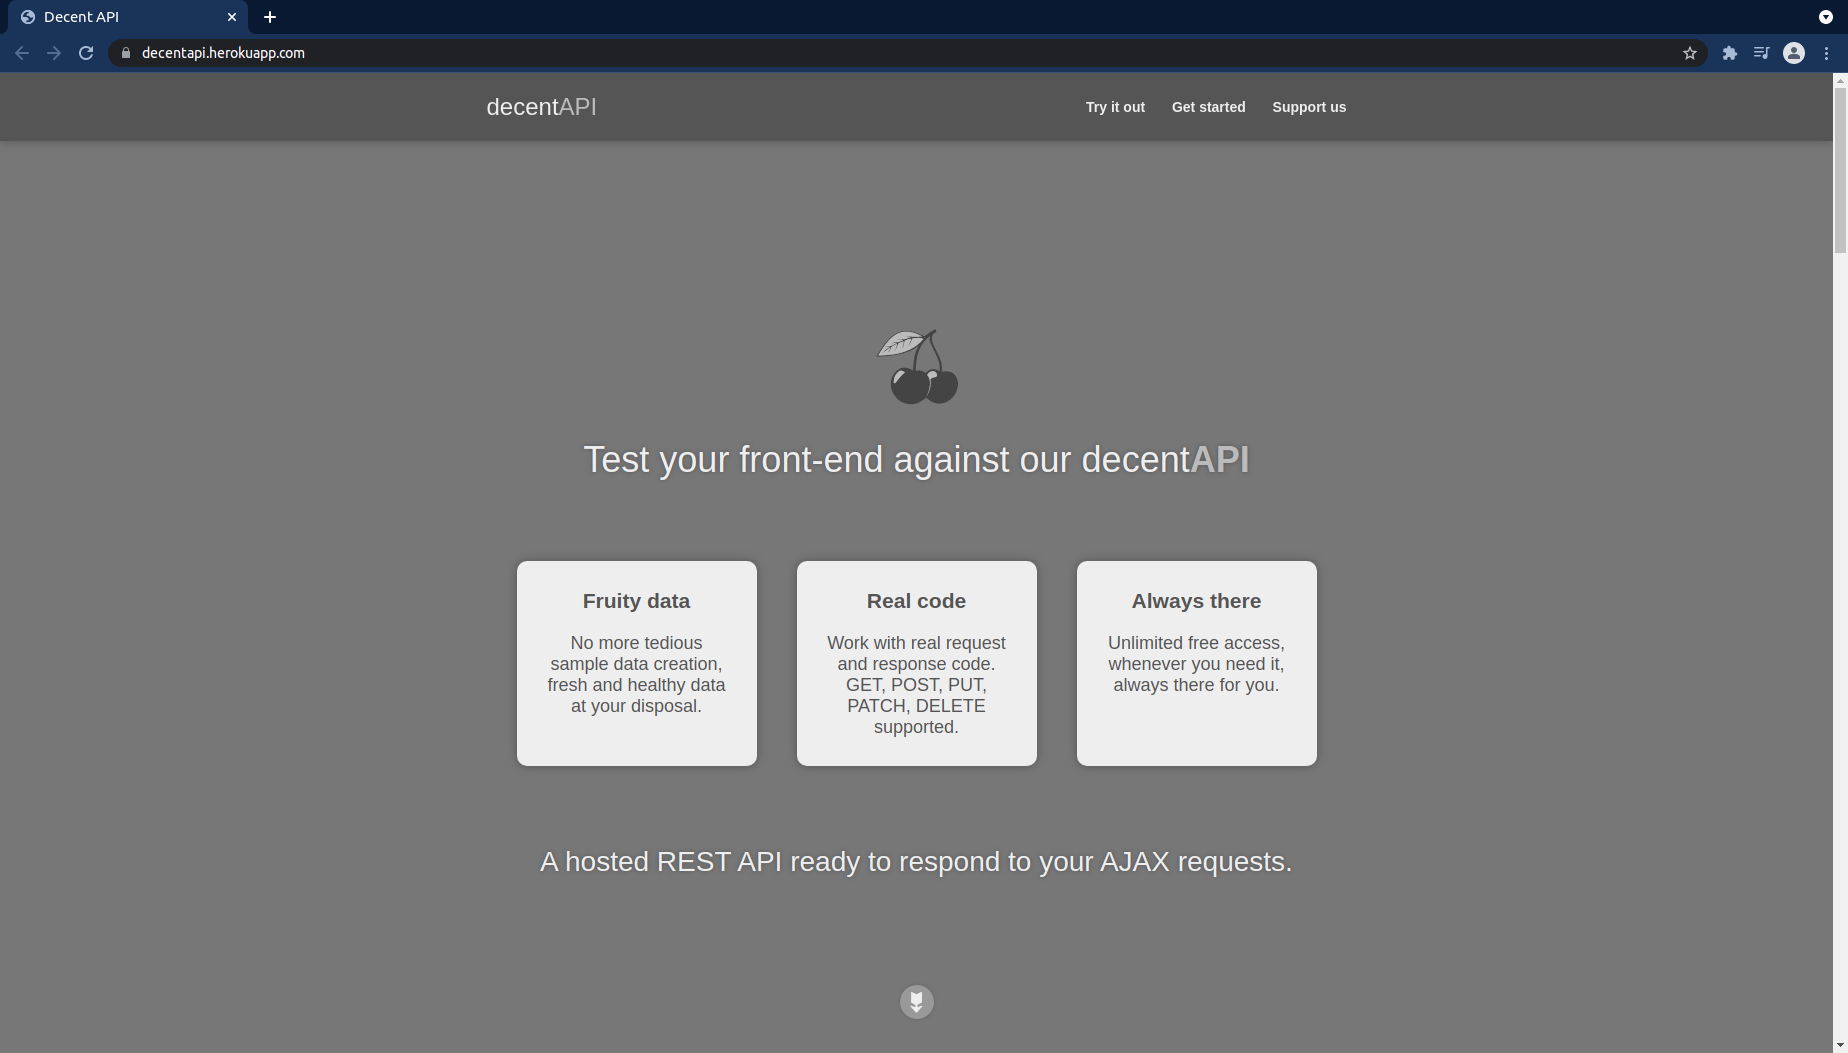 Decent API
decentapi.herokuapp.com
decentAPI
Try it out
Get started
Support us
Test your front-end against our decentAPI
Fruity data
No more tedious
sample data creation,
fresh and healthy data
at your disposal.
Real code
Work with real request
and response code.
GET, POST, PUT,
PATCH, DELETE
supported.
Always there
Unlimited free access,
whenever you need it,
always there for you.
A hosted REST API ready to respond to your AJAX requests.